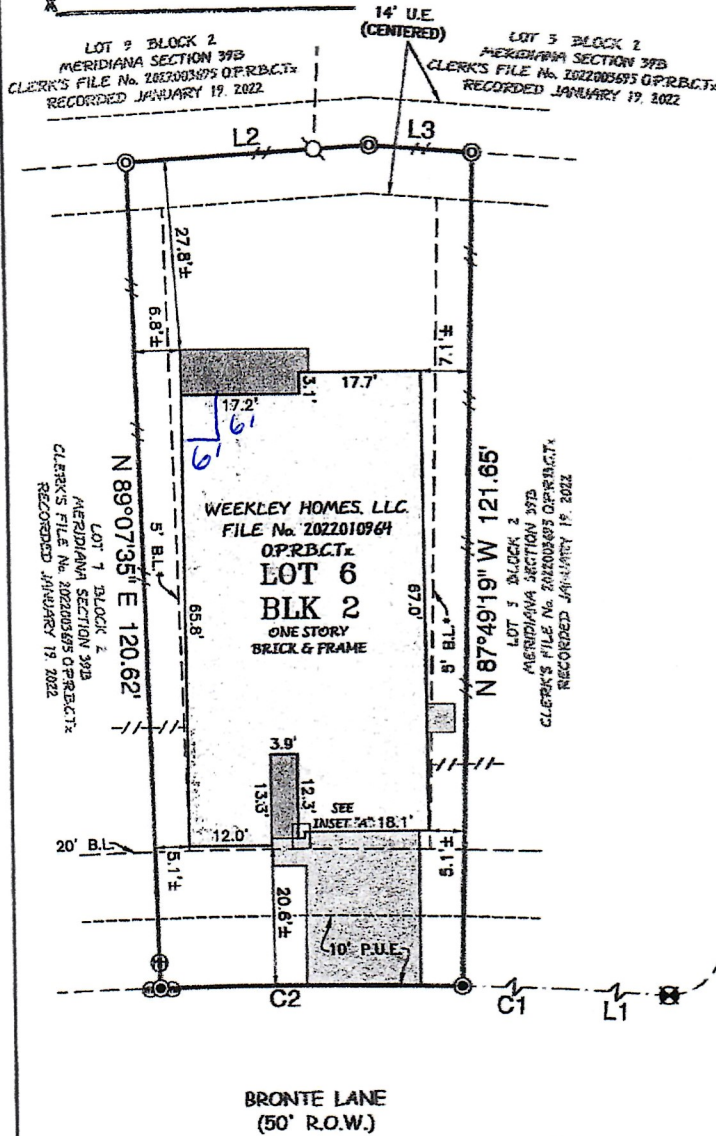 14' U.E.
(CENTERED)
LOT 9 BLOCK 2
MERIDIANA SECTION 39B
CLERK'S FILE No. 2022003695 O.P.R.B.C.Tx
RECORDED JANUARY 19, 2022
LOT 5 BLOCK 2
MERIDIANA SECTION 39B
CLERK'S FILE No. 2022003695 O.P.R.B.C.Tx
RECORDED JANUARY 19, 2022
L2
L3
27.8'±
6.8'±
7.1'±
17.7'
3.1'
17.2'
6'
6'
WEEKLEY HOMES, LLC.
FILE No. 2022010964
O.P.R.B.C.Tx
LOT 6
BLK 2
ONE STORY
BRICK & FRAME
N 89°07'35" E 120.62'
LOT 7 BLOCK 2
MERIDIANA SECTION 39B
CLERK'S FILE No. 2022003695 O.P.R.B.C.Tx
RECORDED JANUARY 19, 2022
5' B.L.
65.8'
67.0'
5' B.L.
N 87°49'19" W 121.65'
LOT 5 BLOCK 2
MERIDIANA SECTION 39B
CLERK'S FILE No. 2022003695 O.P.R.B.C.Tx
RECORDED JANUARY 19, 2022
3.9'
13.3'
12.3'
SEE
INSET "A"
18.1'
12.0'
20' B.L.
5.1'±
5.1'±
20.6'±
10' P.U.E.
C2
C1
L1
BRONTE LANE
(50' R.O.W.)